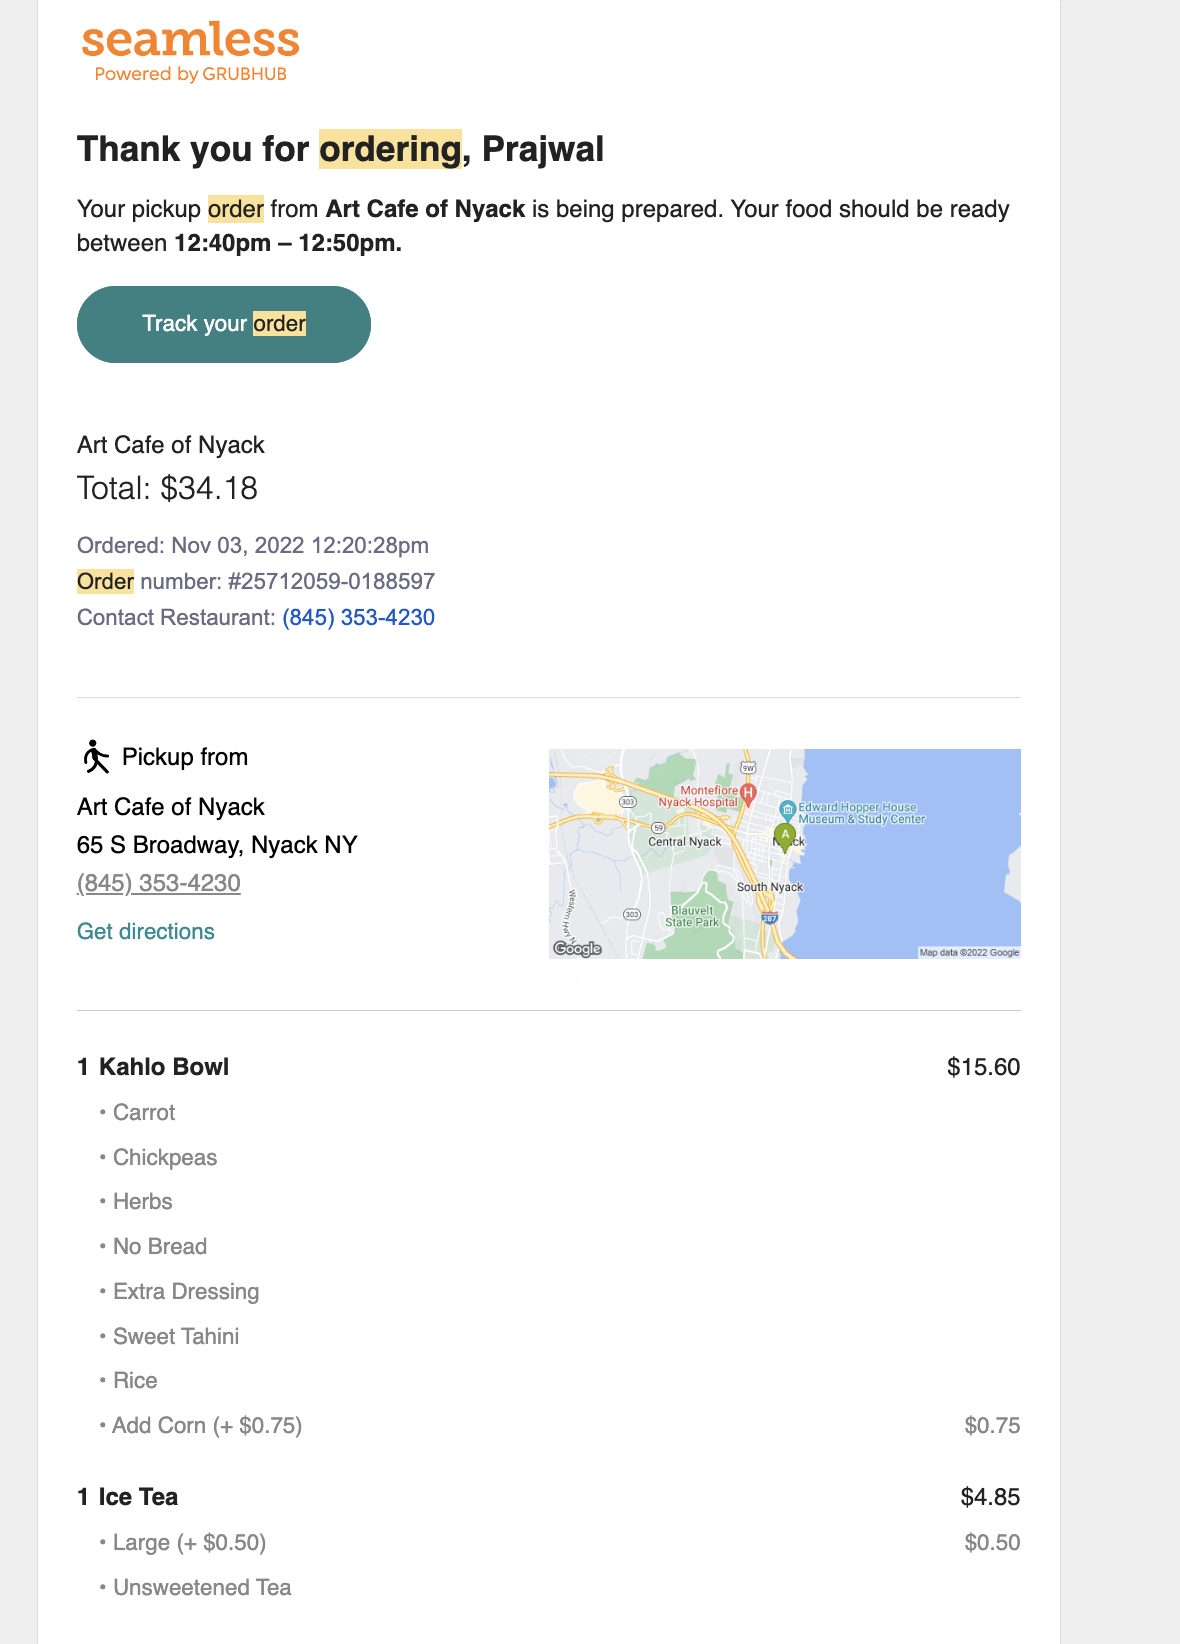 seamless
Powered by GRUBHUB
Thank you for ordering, Prajwal
Your pickup order from Art Cafe of Nyack is being prepared. Your food should be ready
between 12:40pm – 12:50pm.
Track your order
Art Cafe of Nyack
Total: $34.18
Ordered: Nov 03, 2022 12:20:28pm
Order number: #25712059-0188597
Contact Restaurant: (845) 353-4230
Pickup from
Art Cafe of Nyack
65 S Broadway, Nyack NY
(845) 353-4230
Get directions
9W
Montefiore
Nyack Hospital
H
303
Edward Hopper House
Museum & Study Center
59
Central Nyack
A
South Nyack
Western Hwy N
303
Blauvelt
State Park
287
Google
Map data ©2022 Google
1 Kahlo Bowl $15.60
• Carrot
• Chickpeas
• Herbs
• No Bread
• Extra Dressing
• Sweet Tahini
• Rice
• Add Corn (+ $0.75) $0.75
1 Ice Tea $4.85
• Large (+ $0.50) $0.50
• Unsweetened Tea